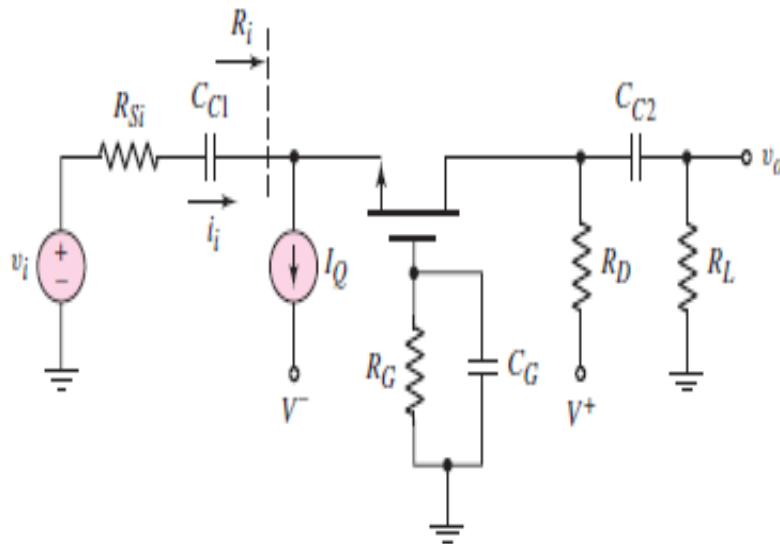 R_i
R_Si
C_C1
C_C2
v_o
i_i
v_i
+
−
I_Q
R_D
R_L
R_G
C_G
V⁻
V⁺